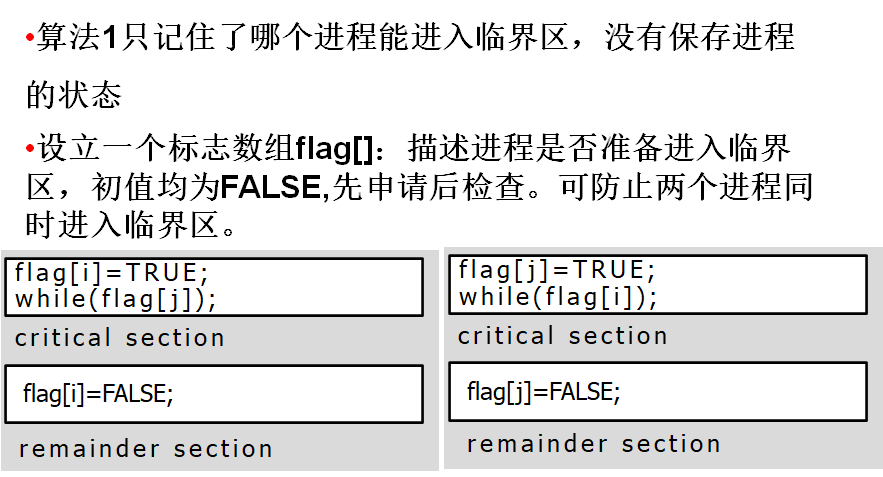 •算法1只记住了哪个进程能进入临界区，没有保存进程
的状态
•设立一个标志数组flag[]：描述进程是否准备进入临界
区，初值均为FALSE,先申请后检查。可防止两个进程同
时进入临界区。
flag[i]=TRUE;
while(flag[j]);
critical section
flag[i]=FALSE;
remainder section
flag[j]=TRUE;
while(flag[i]);
critical section
flag[j]=FALSE;
remainder section